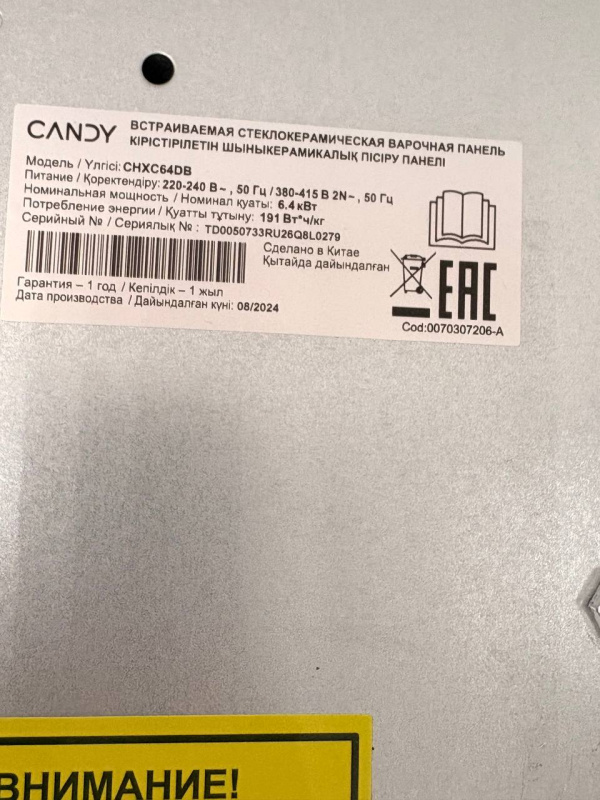 CANDY
ВСТРАИВАЕМАЯ СТЕКЛОКЕРАМИЧЕСКАЯ ВАРОЧНАЯ ПАНЕЛЬ
КІРІСТІРІЛЕТІН ШЫНЫКЕРАМИКАЛЫҚ ПІСІРУ ПАНЕЛІ
Модель / Үлгісі: CHXC64DB
Питание / Қоректендіру: 220-240 В~ , 50 Гц / 380-415 В 2N~ , 50 Гц
Номинальная мощность / Номинал қуаты: 6.4 кВт
Потребление энергии / Қуатты тұтыну: 191 Вт*ч/кг
Серийный № / Сериялық № : TD0050733RU26Q8L0279
Сделано в Китае
Қытайда дайындалған
Гарантия – 1 год / Кепілдік – 1 жыл
Дата производства / Дайындалған күні: 08/2024
EAC
Cod:0070307206-A
ВНИМАНИЕ!